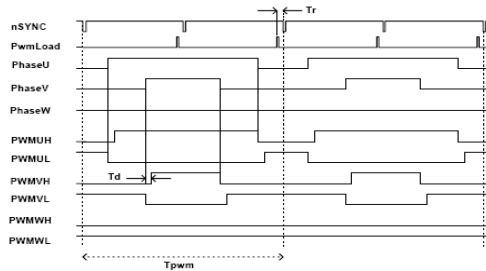 Tr
nSYNC
PwmLoad
PhaseU
PhaseV
PhaseW
PWMUH
PWMUL
Td
PWMVH
PWMVL
PWMWH
PWMWL
Tpwm